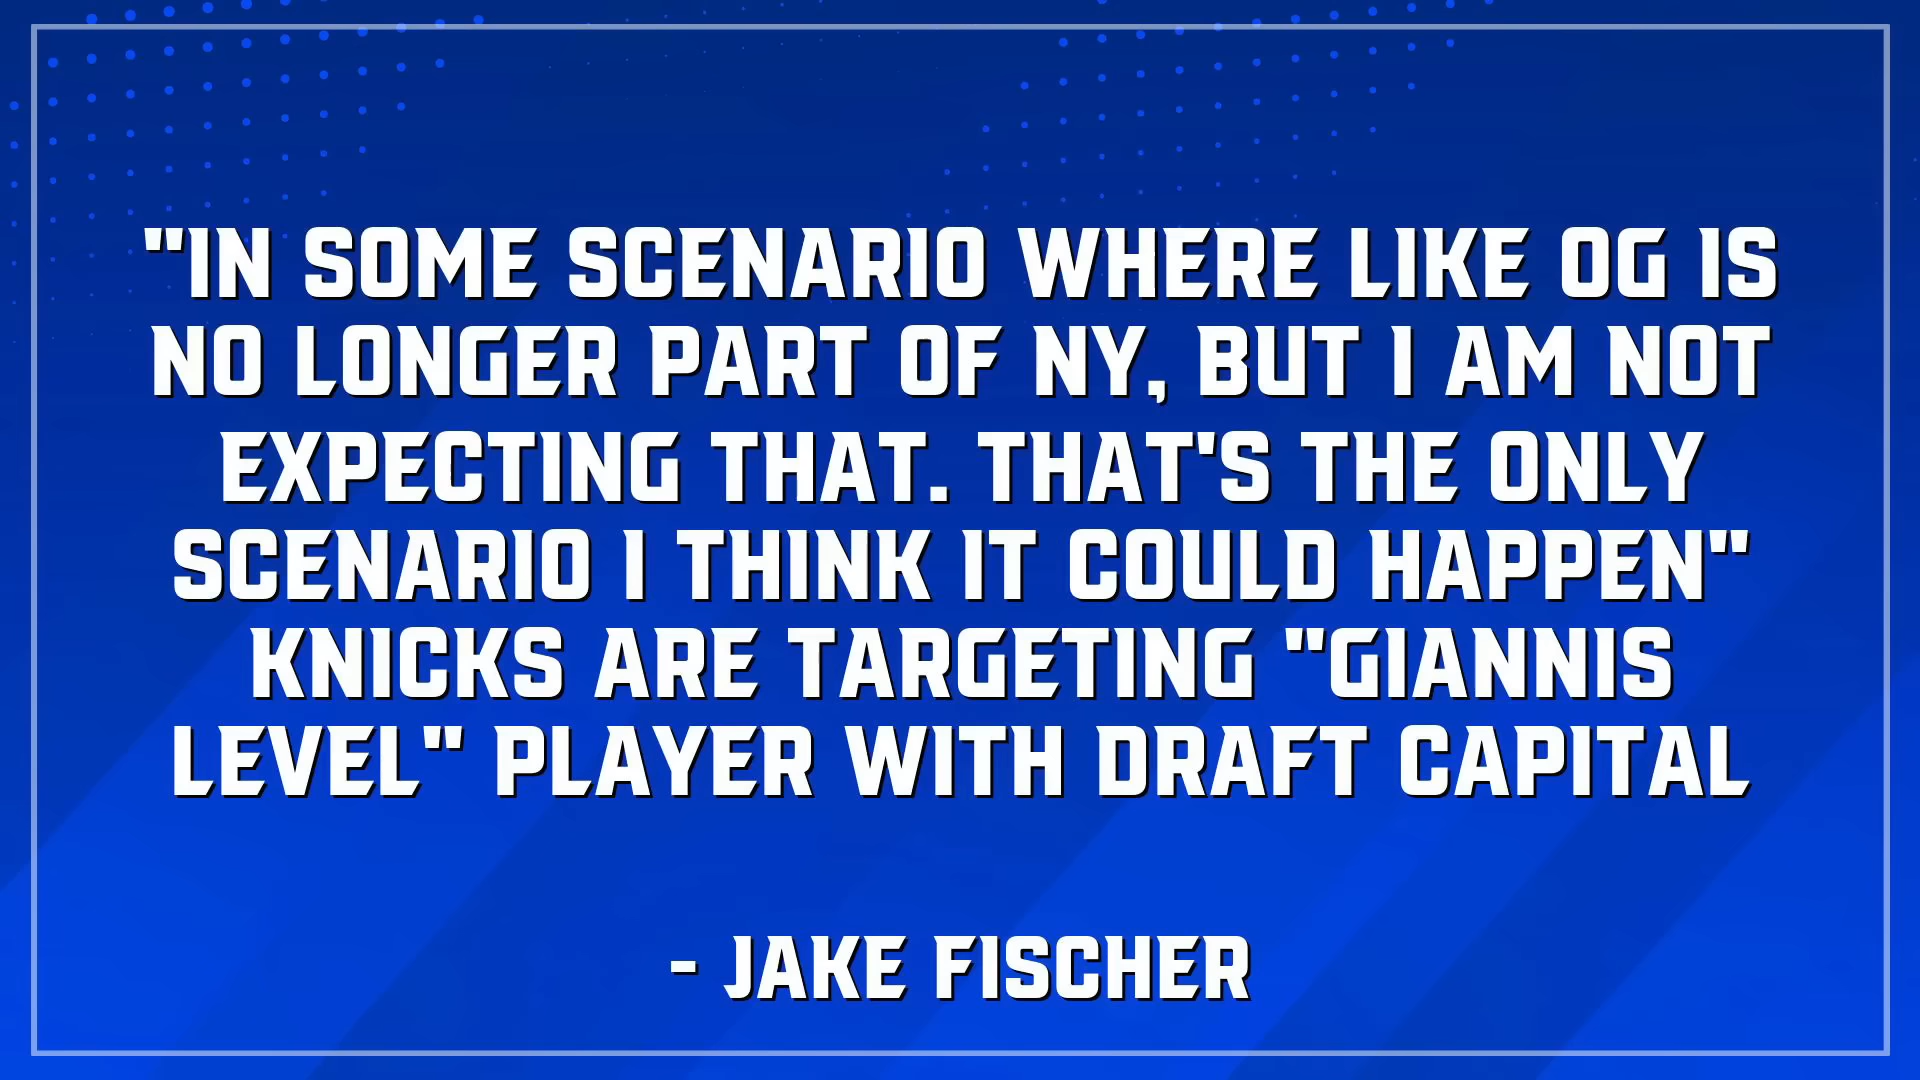 "IN SOME SCENARIO WHERE LIKE OG IS
NO LONGER PART OF NY, BUT I AM NOT
EXPECTING THAT. THAT'S THE ONLY
SCENARIO I THINK IT COULD HAPPEN"
KNICKS ARE TARGETING "GIANNIS
LEVEL" PLAYER WITH DRAFT CAPITAL
- JAKE FISCHER